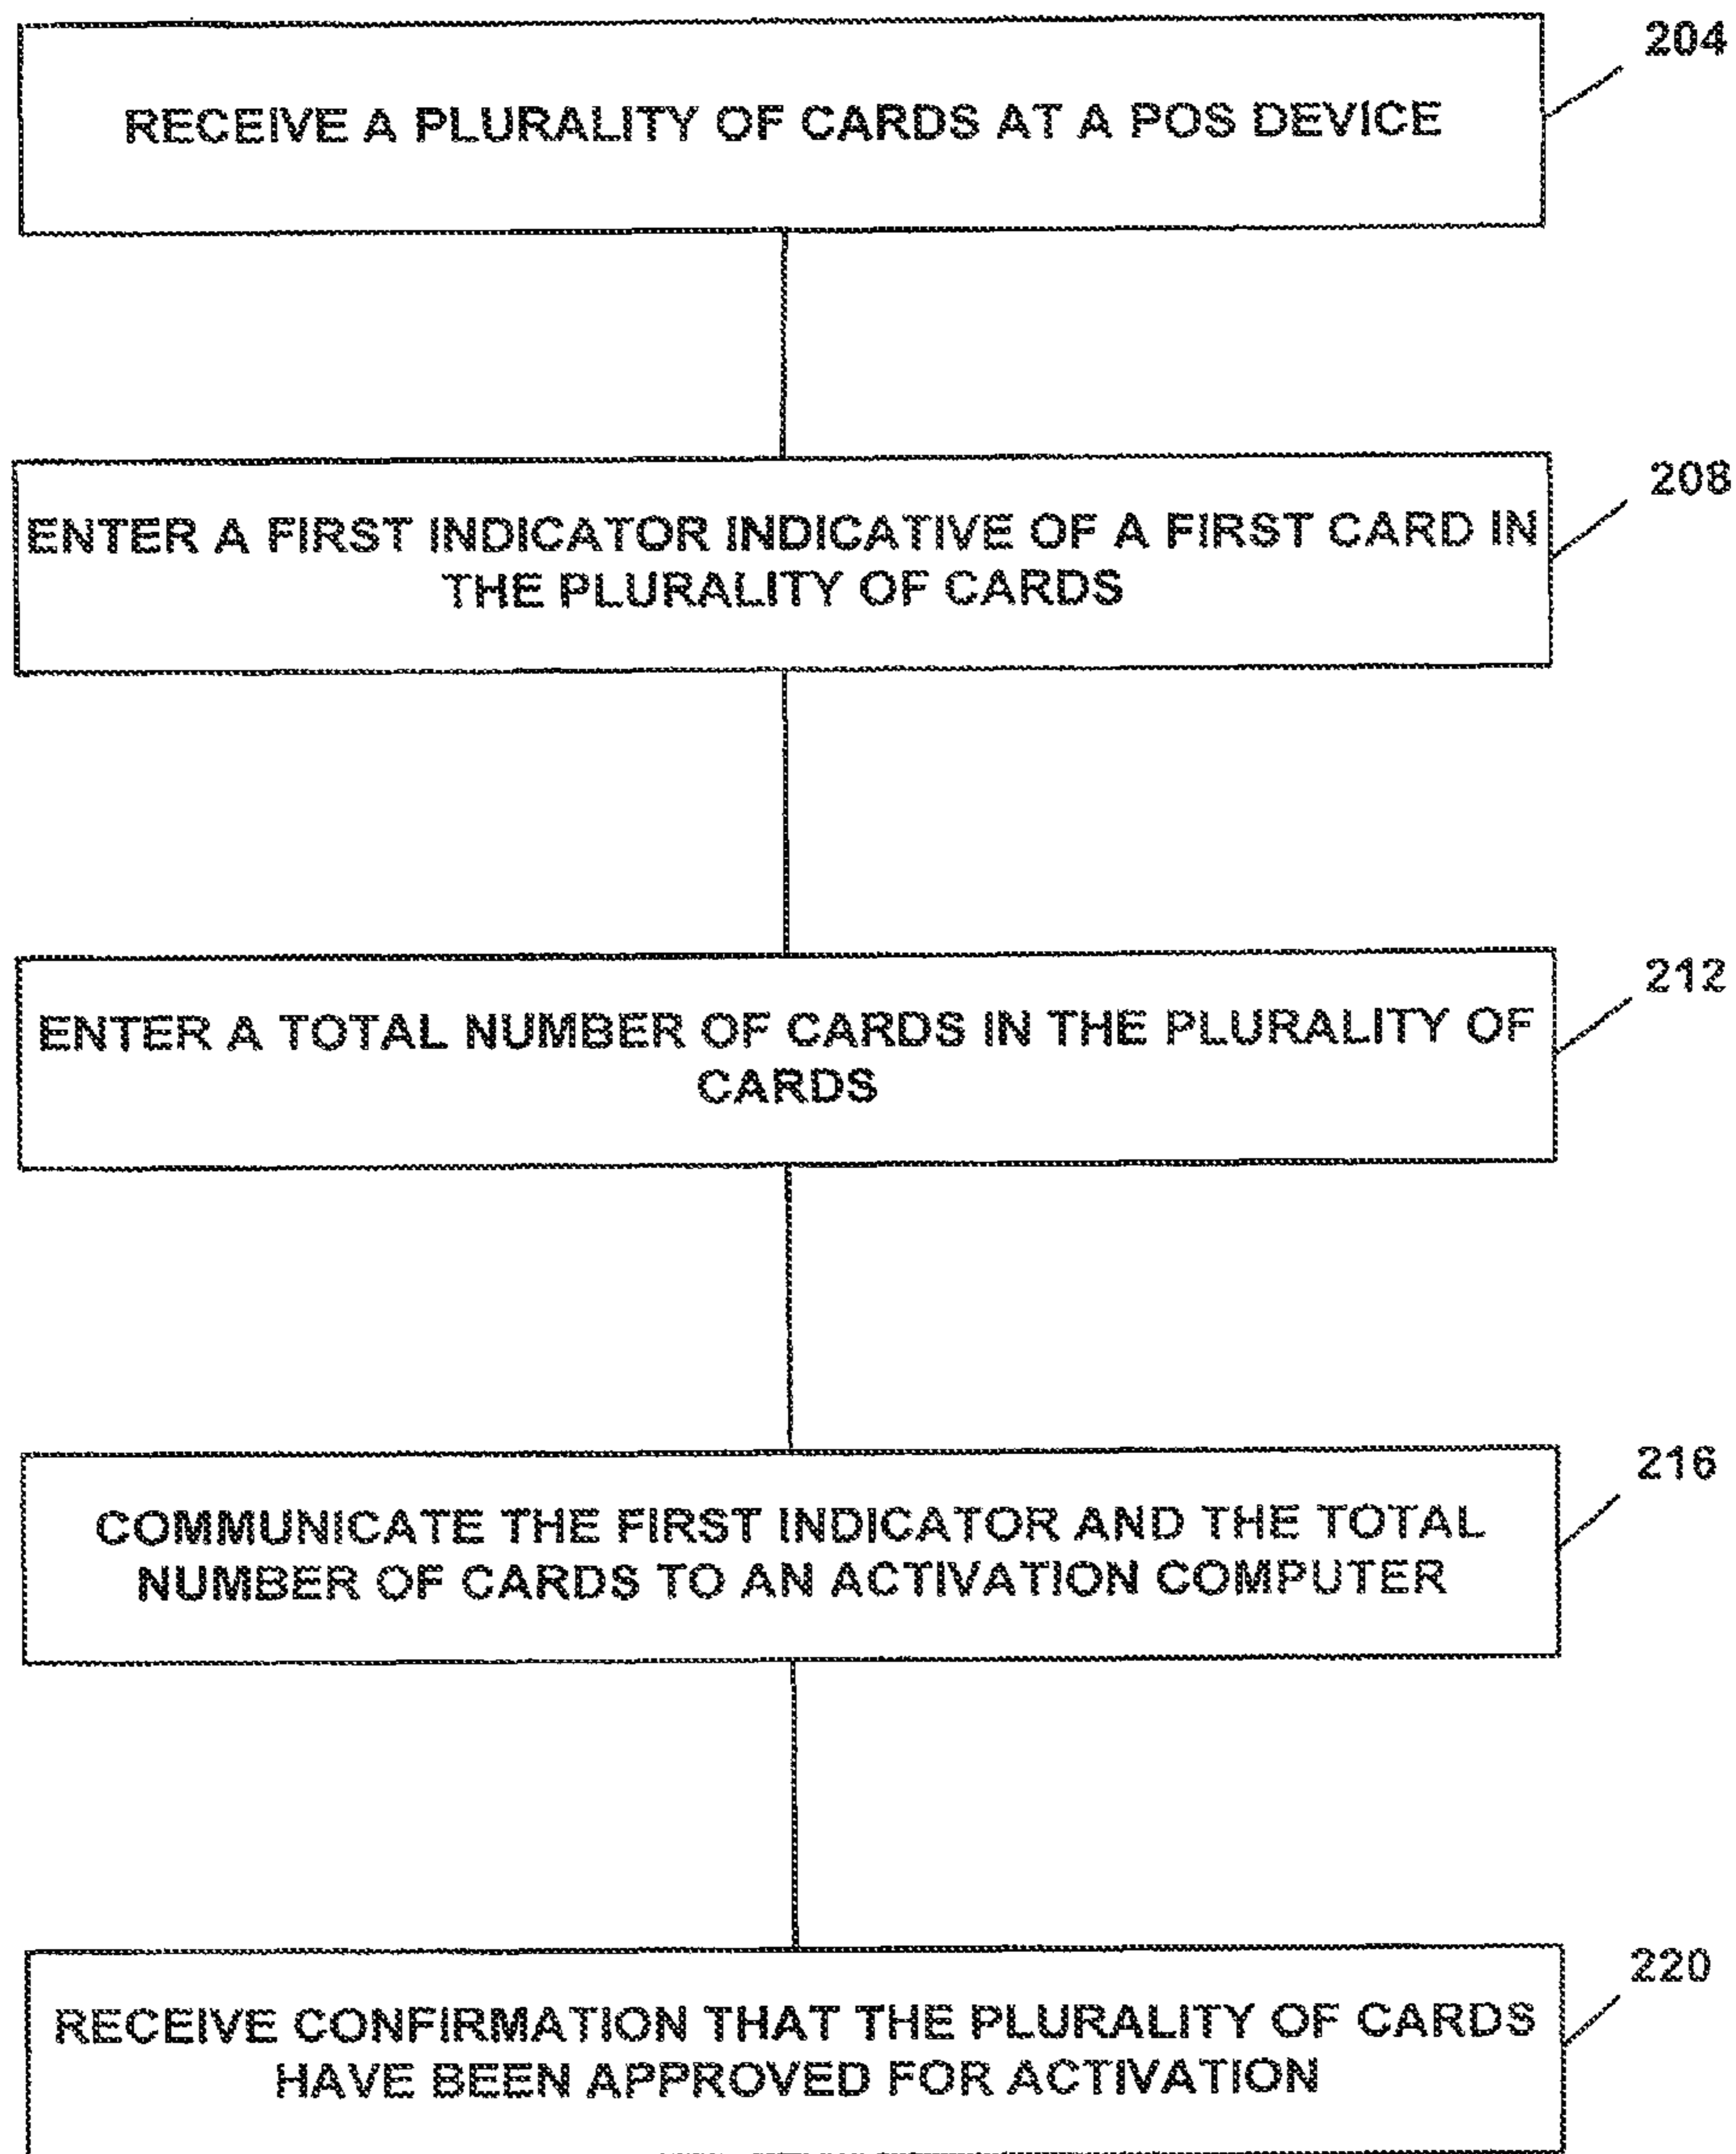 204
RECEIVE A PLURALITY OF CARDS AT A POS DEVICE
208
ENTER A FIRST INDICATOR INDICATIVE OF A FIRST CARD IN
THE PLURALITY OF CARDS
212
ENTER A TOTAL NUMBER OF CARDS IN THE PLURALITY OF
CARDS
216
COMMUNICATE THE FIRST INDICATOR AND THE TOTAL
NUMBER OF CARDS TO AN ACTIVATION COMPUTER
220
RECEIVE CONFIRMATION THAT THE PLURALITY OF CARDS
HAVE BEEN APPROVED FOR ACTIVATION